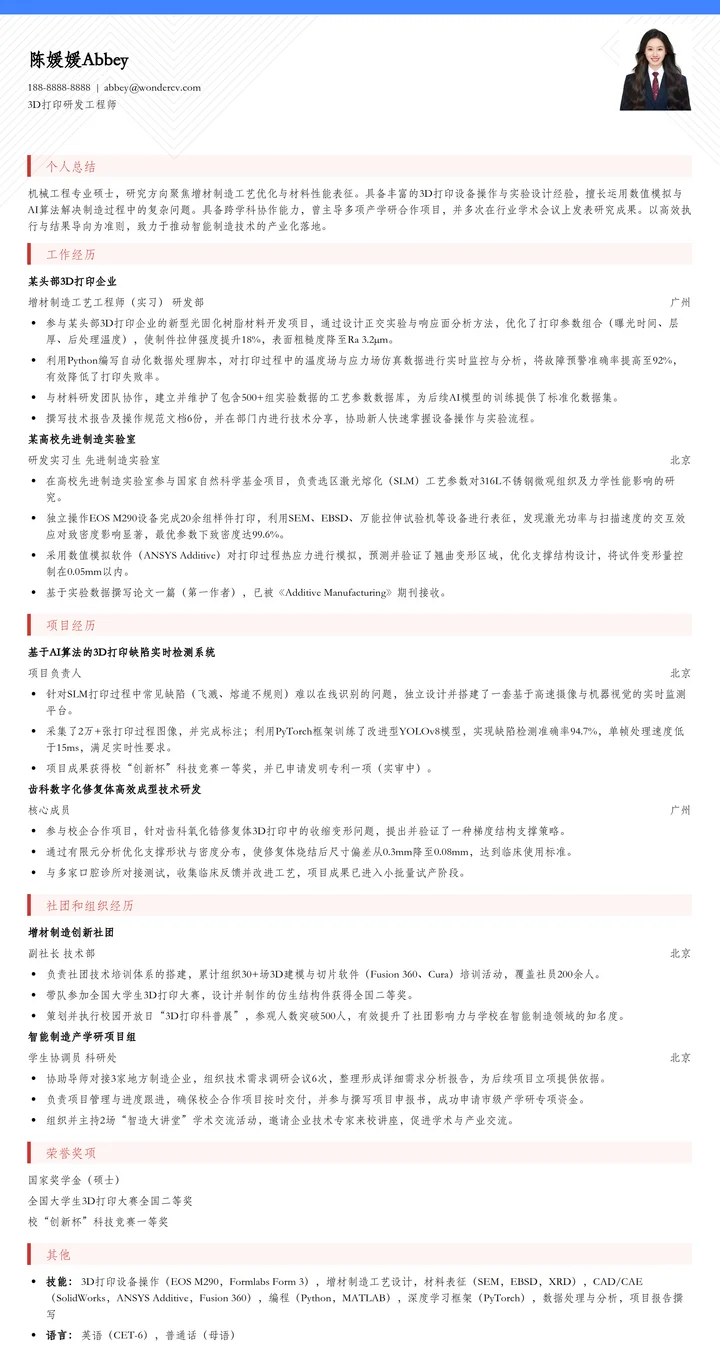 陈媛媛Abbey
188-8888-8888 | abbey@wondercv.com
3D打印研发工程师
个人总结
机械工程专业硕士，研究方向聚焦增材制造工艺优化与材料性能表征。具备丰富的3D打印设备操作与实验设计经验，擅长运用数值模拟与
AI算法解决制造过程中的复杂问题。具备跨学科协作能力，曾主导多项产学研合作项目，并多次在行业学术会议上发表研究成果。以高效执
行与结果导向为准则，致力于推动智能制造技术的产业化落地。
工作经历
某头部3D打印企业
增材制造工艺工程师（实习） 研发部 广州
• 参与某头部3D打印企业的新型光固化树脂材料开发项目，通过设计正交实验与响应面分析方法，优化了打印参数组合（曝光时间、层
厚、后处理温度），使制件拉伸强度提升18%，表面粗糙度降至Ra 3.2μm。
• 利用Python编写自动化数据处理脚本，对打印过程中的温度场与应力场仿真数据进行实时监控与分析，将故障预警准确率提高至92%，
有效降低了打印失败率。
• 与材料研发团队协作，建立并维护了包含500+组实验数据的工艺参数数据库，为后续AI模型的训练提供了标准化数据集。
• 撰写技术报告及操作规范文档6份，并在部门内进行技术分享，协助新人快速掌握设备操作与实验流程。
某高校先进制造实验室
研发实习生 先进制造实验室 北京
• 在高校先进制造实验室参与国家自然科学基金项目，负责选区激光熔化（SLM）工艺参数对316L不锈钢微观组织及力学性能影响的研
究。
• 独立操作EOS M290设备完成20余组样件打印，利用SEM、EBSD、万能拉伸试验机等设备进行表征，发现激光功率与扫描速度的交互效
应对致密度影响显著，最优参数下致密度达99.6%。
• 采用数值模拟软件（ANSYS Additive）对打印过程热应力进行模拟，预测并验证了翘曲变形区域，优化支撑结构设计，将试件变形量控
制在0.05mm以内。
• 基于实验数据撰写论文一篇（第一作者），已被《Additive Manufacturing》期刊接收。
项目经历
基于AI算法的3D打印缺陷实时检测系统
项目负责人 北京
• 针对SLM打印过程中常见缺陷（飞溅、熔道不规则）难以在线识别的问题，独立设计并搭建了一套基于高速摄像与机器视觉的实时监测
平台。
• 采集了2万+张打印过程图像，并完成标注；利用PyTorch框架训练了改进型YOLOv8模型，实现缺陷检测准确率94.7%，单帧处理速度低
于15ms，满足实时性要求。
• 项目成果获得校“创新杯”科技竞赛一等奖，并已申请发明专利一项（实审中）。
齿科数字化修复体高效成型技术研发
核心成员 广州
• 参与校企合作项目，针对齿科氧化锆修复体3D打印中的收缩变形问题，提出并验证了一种梯度结构支撑策略。
• 通过有限元分析优化支撑形状与密度分布，使修复体烧结后尺寸偏差从0.3mm降至0.08mm，达到临床使用标准。
• 与多家口腔诊所对接测试，收集临床反馈并改进工艺，项目成果已进入小批量试产阶段。
社团和组织经历
增材制造创新社团
副社长 技术部 北京
• 负责社团技术培训体系的搭建，累计组织30+场3D建模与切片软件（Fusion 360、Cura）培训活动，覆盖社员200余人。
• 带队参加全国大学生3D打印大赛，设计并制作的仿生结构件获得全国二等奖。
• 策划并执行校园开放日“3D打印科普展”，参观人数突破500人，有效提升了社团影响力与学校在智能制造领域的知名度。
智能制造产学研项目组
学生协调员 科研处 北京
• 协助导师对接3家地方制造企业，组织技术需求调研会议6次，整理形成详细需求分析报告，为后续项目立项提供依据。
• 负责项目管理与进度跟进，确保校企合作项目按时交付，并参与撰写项目申报书，成功申请市级产学研专项资金。
• 组织并主持2场“智造大讲堂”学术交流活动，邀请企业技术专家来校讲座，促进学术与产业交流。
荣誉奖项
国家奖学金（硕士）
全国大学生3D打印大赛全国二等奖
校“创新杯”科技竞赛一等奖
其他
• 技能： 3D打印设备操作（EOS M290，Formlabs Form 3），增材制造工艺设计，材料表征（SEM，EBSD，XRD），CAD/CAE
（SolidWorks，ANSYS Additive，Fusion 360），编程（Python，MATLAB），深度学习框架（PyTorch），数据处理与分析，项目报告撰
写
• 语言： 英语（CET-6），普通话（母语）